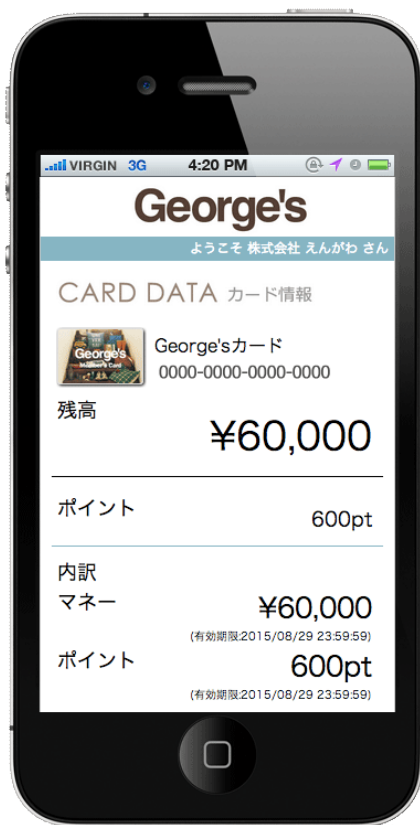 VIRGIN 3G 4:20 PM
George's
ようこそ 株式会社 えんがわ さん
CARD DATA カード情報
George's
Member's Card
George'sカード
0000-0000-0000-0000
残高
¥60,000
ポイント
600pt
内訳
マネー
¥60,000
(有効期限:2015/08/29 23:59:59)
ポイント
600pt
(有効期限:2015/08/29 23:59:59)